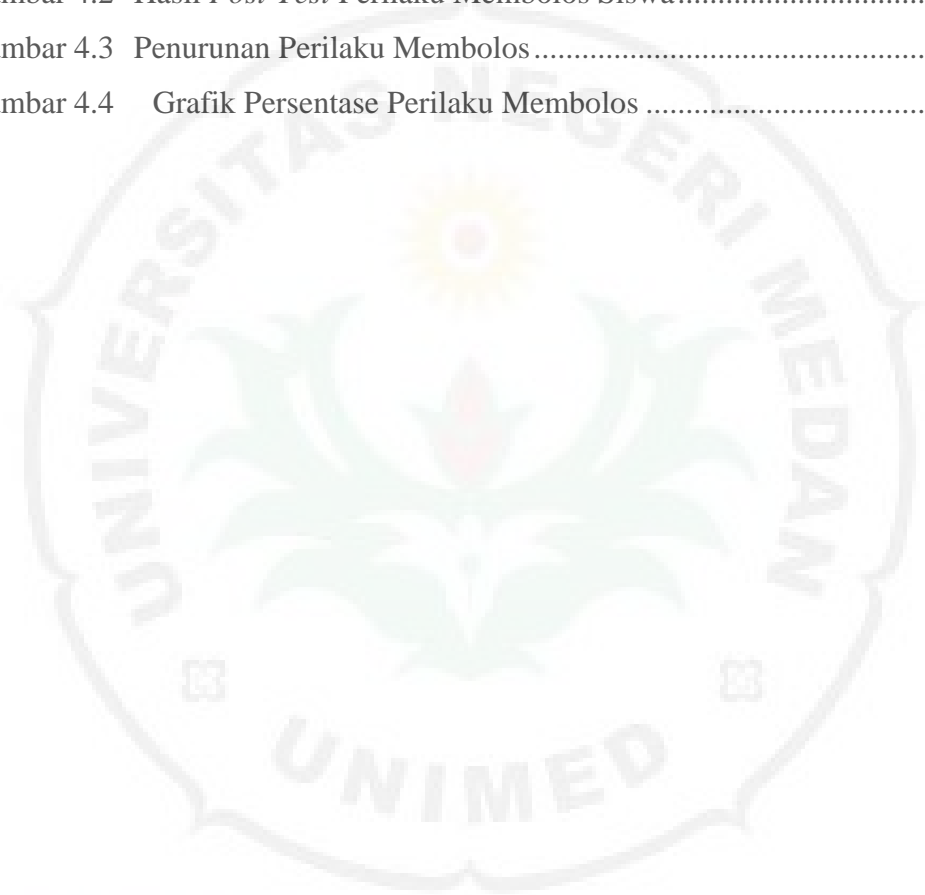 mbar 4.2 Hasil Post-Test Perilaku Membolos Siswa................................
mbar 4.3 Penurunan Perilaku Membolos................................................
mbar 4.4 Grafik Persentase Perilaku Membolos ..................................
UNIVERSITAS NEGERI MEDAN
UNIMED